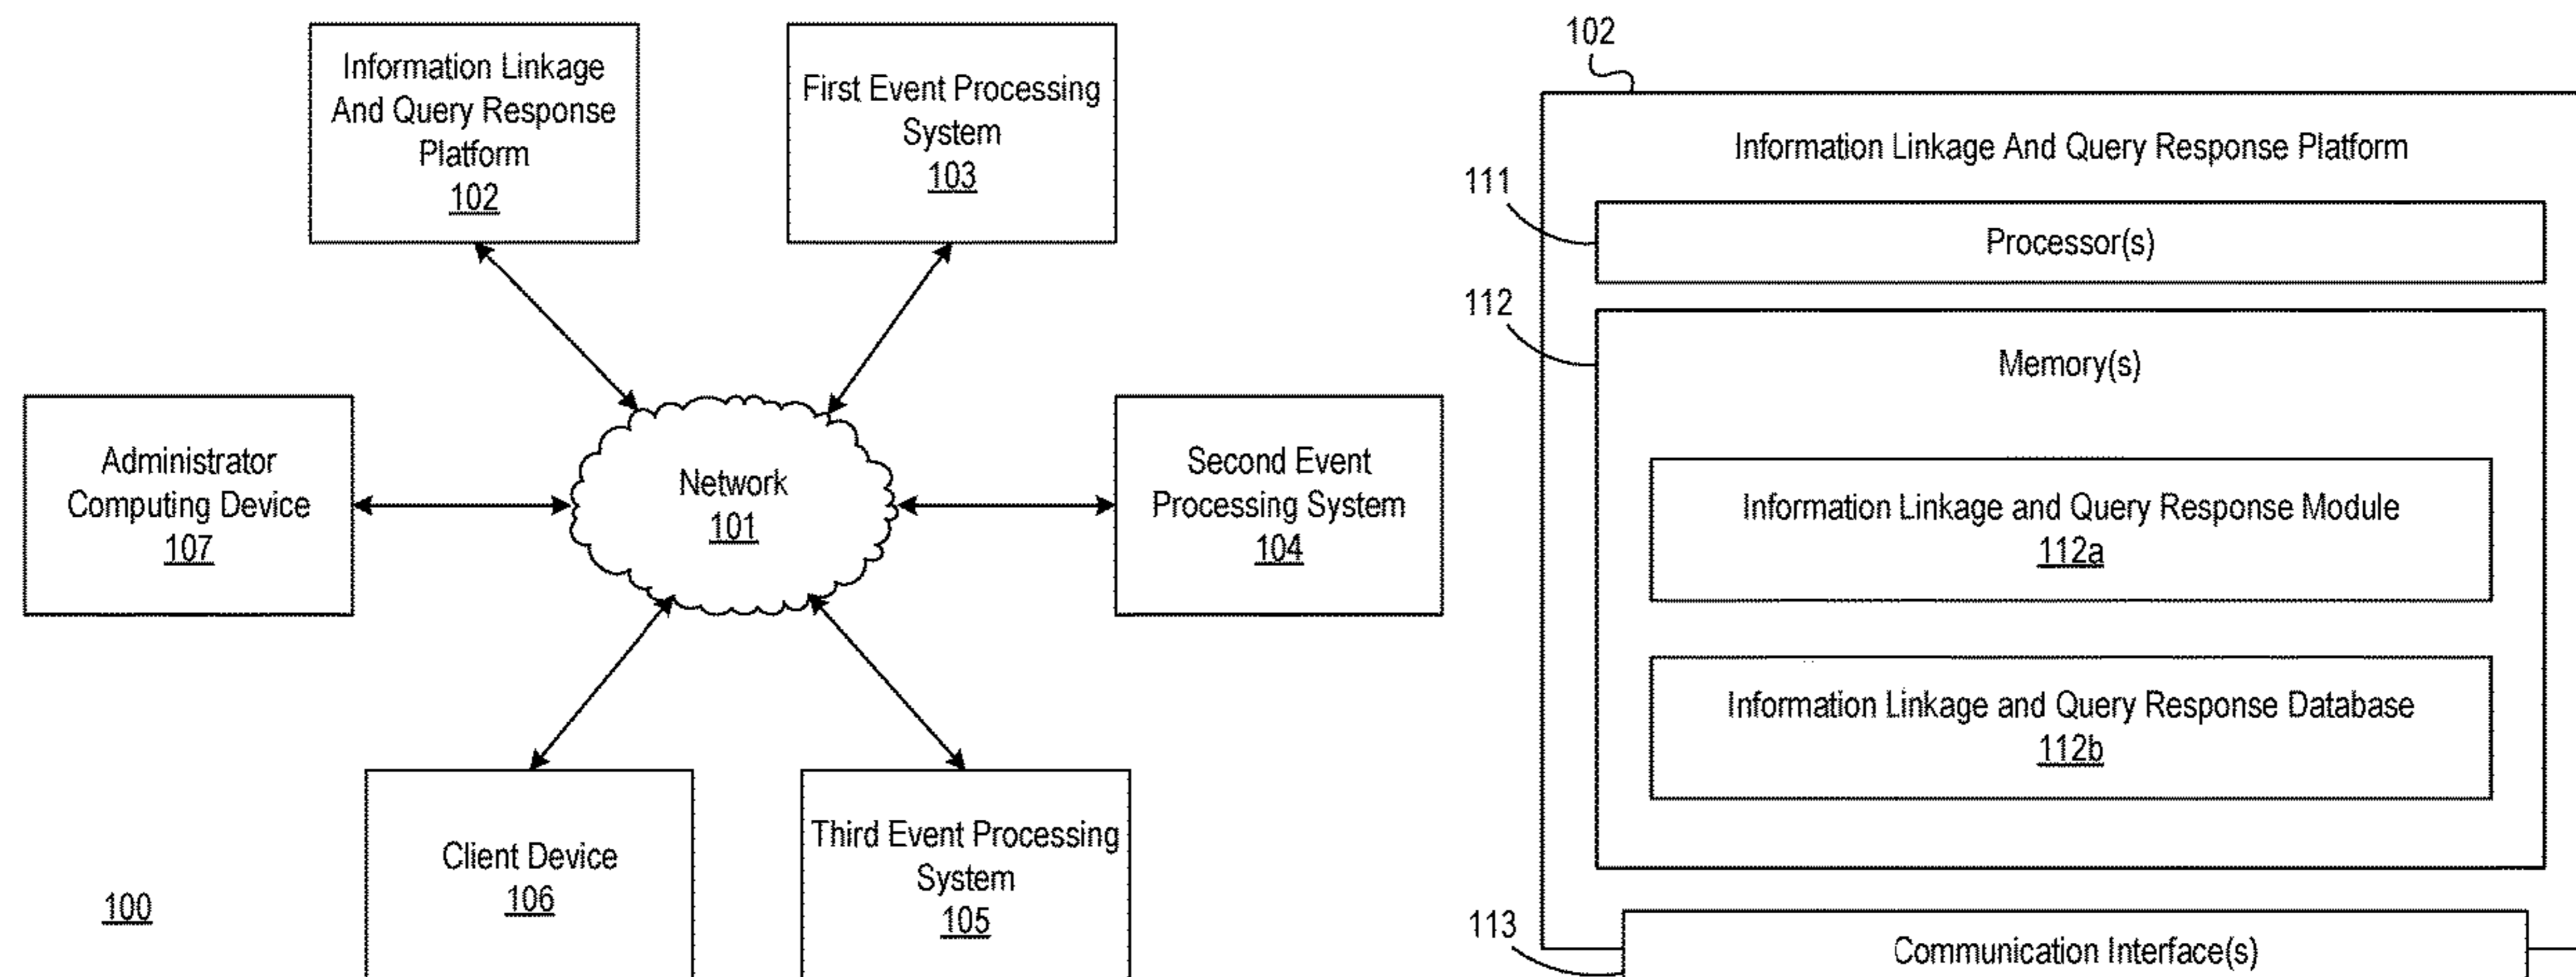 Information Linkage
And Query Response
Platform
102
First Event Processing
System
103
Administrator
Computing Device
107
Network
101
Second Event
Processing System
104
Client Device
106
Third Event Processing
System
105
100
102
Information Linkage And Query Response Platform
111
Processor(s)
112
Memory(s)
Information Linkage and Query Response Module
112a
Information Linkage and Query Response Database
112b
113
Communication Interface(s)